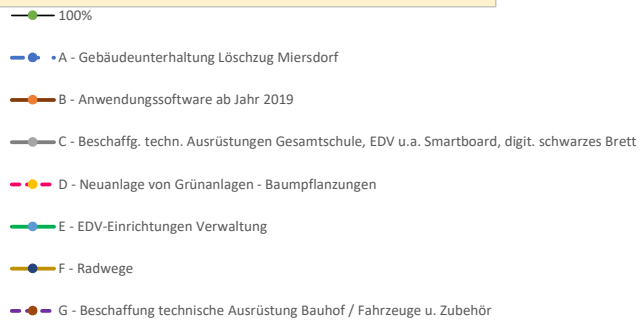 100%
A - Gebäudeunterhaltung Löschzug Miersdorf
B - Anwendungssoftware ab Jahr 2019
C - Beschaffg. techn. Ausrüstungen Gesamtschule, EDV u.a. Smartboard, digit. schwarzes Brett
D - Neuanlage von Grünanlagen - Baumpflanzungen
E - EDV-Einrichtungen Verwaltung
F - Radwege
G - Beschaffung technische Ausrüstung Bauhof / Fahrzeuge u. Zubehör